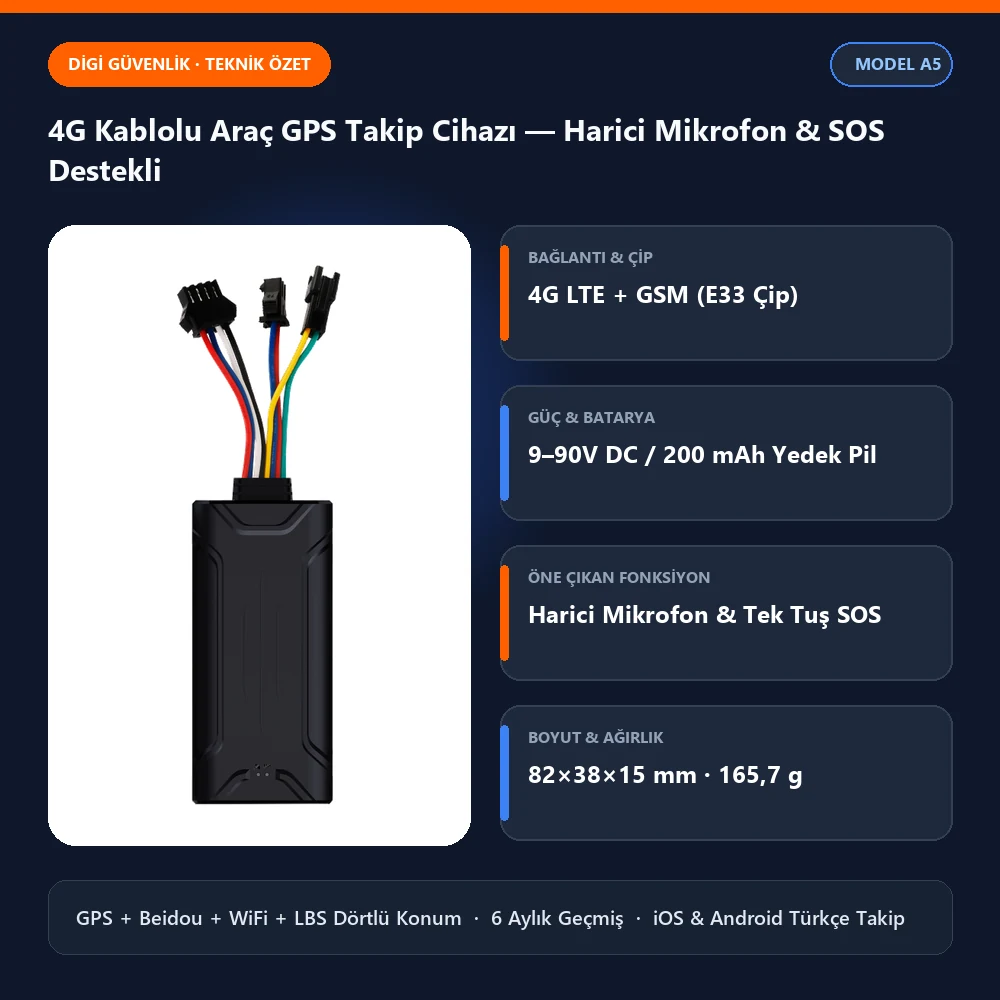 DİGİ GÜVENLİK · TEKNİK ÖZET
MODEL A5
4G Kablolu Araç GPS Takip Cihazı — Harici Mikrofon & SOS
Destekli
BAĞLANTI & ÇİP
4G LTE + GSM (E33 Çip)
GÜÇ & BATARYA
9–90V DC / 200 mAh Yedek Pil
ÖNE ÇIKAN FONKSİYON
Harici Mikrofon & Tek Tuş SOS
BOYUT & AĞIRLIK
82×38×15 mm · 165,7 g
GPS + Beidou + WiFi + LBS Dörtlü Konum · 6 Aylık Geçmiş · iOS & Android Türkçe Takip